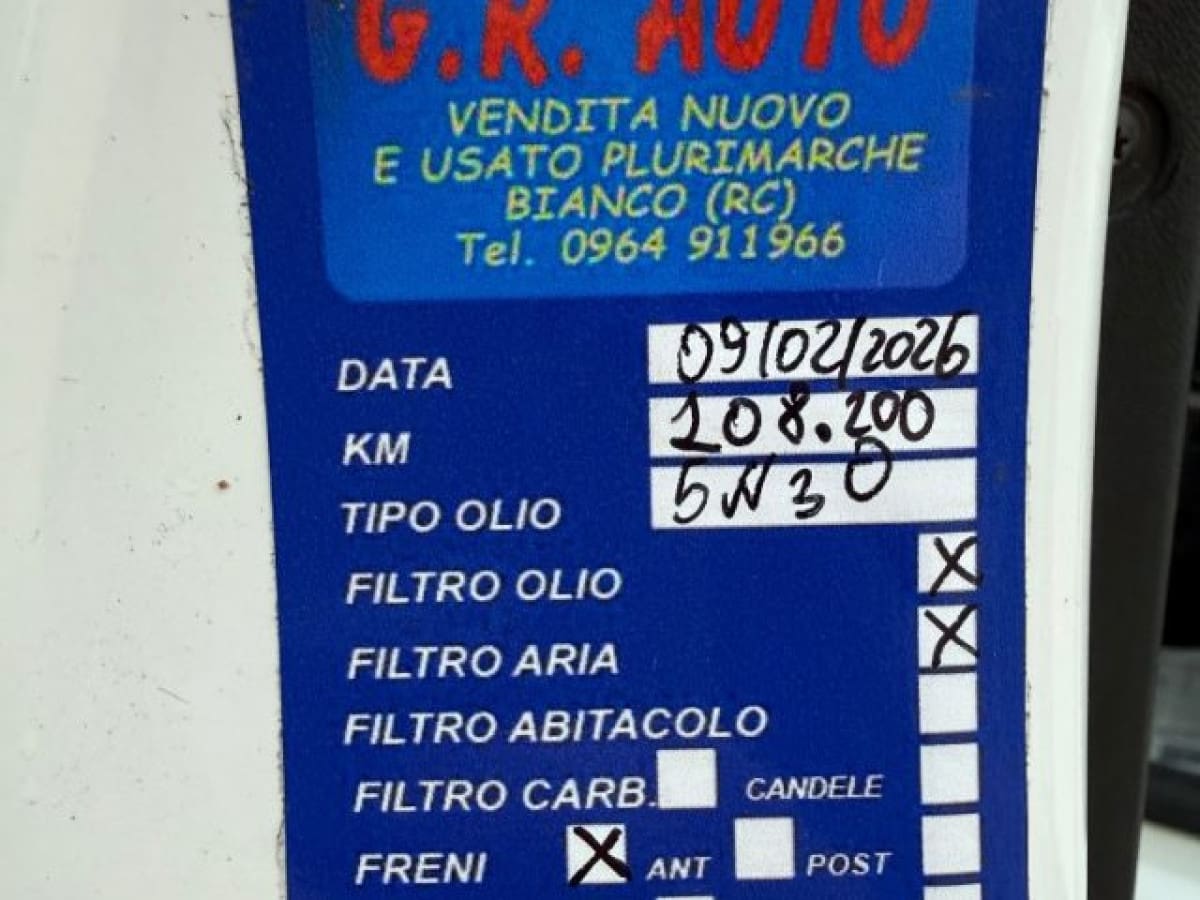 G.R. AUTO
VENDITA NUOVO
E USATO PLURIMARCHE
BIANCO (RC)
Tel. 0964 911966
DATA 09/02/2026
KM 108.200
TIPO OLIO 5W30
FILTRO OLIO X
FILTRO ARIA X
FILTRO ABITACOLO
FILTRO CARB. CANDELE
FRENI X ANT POST